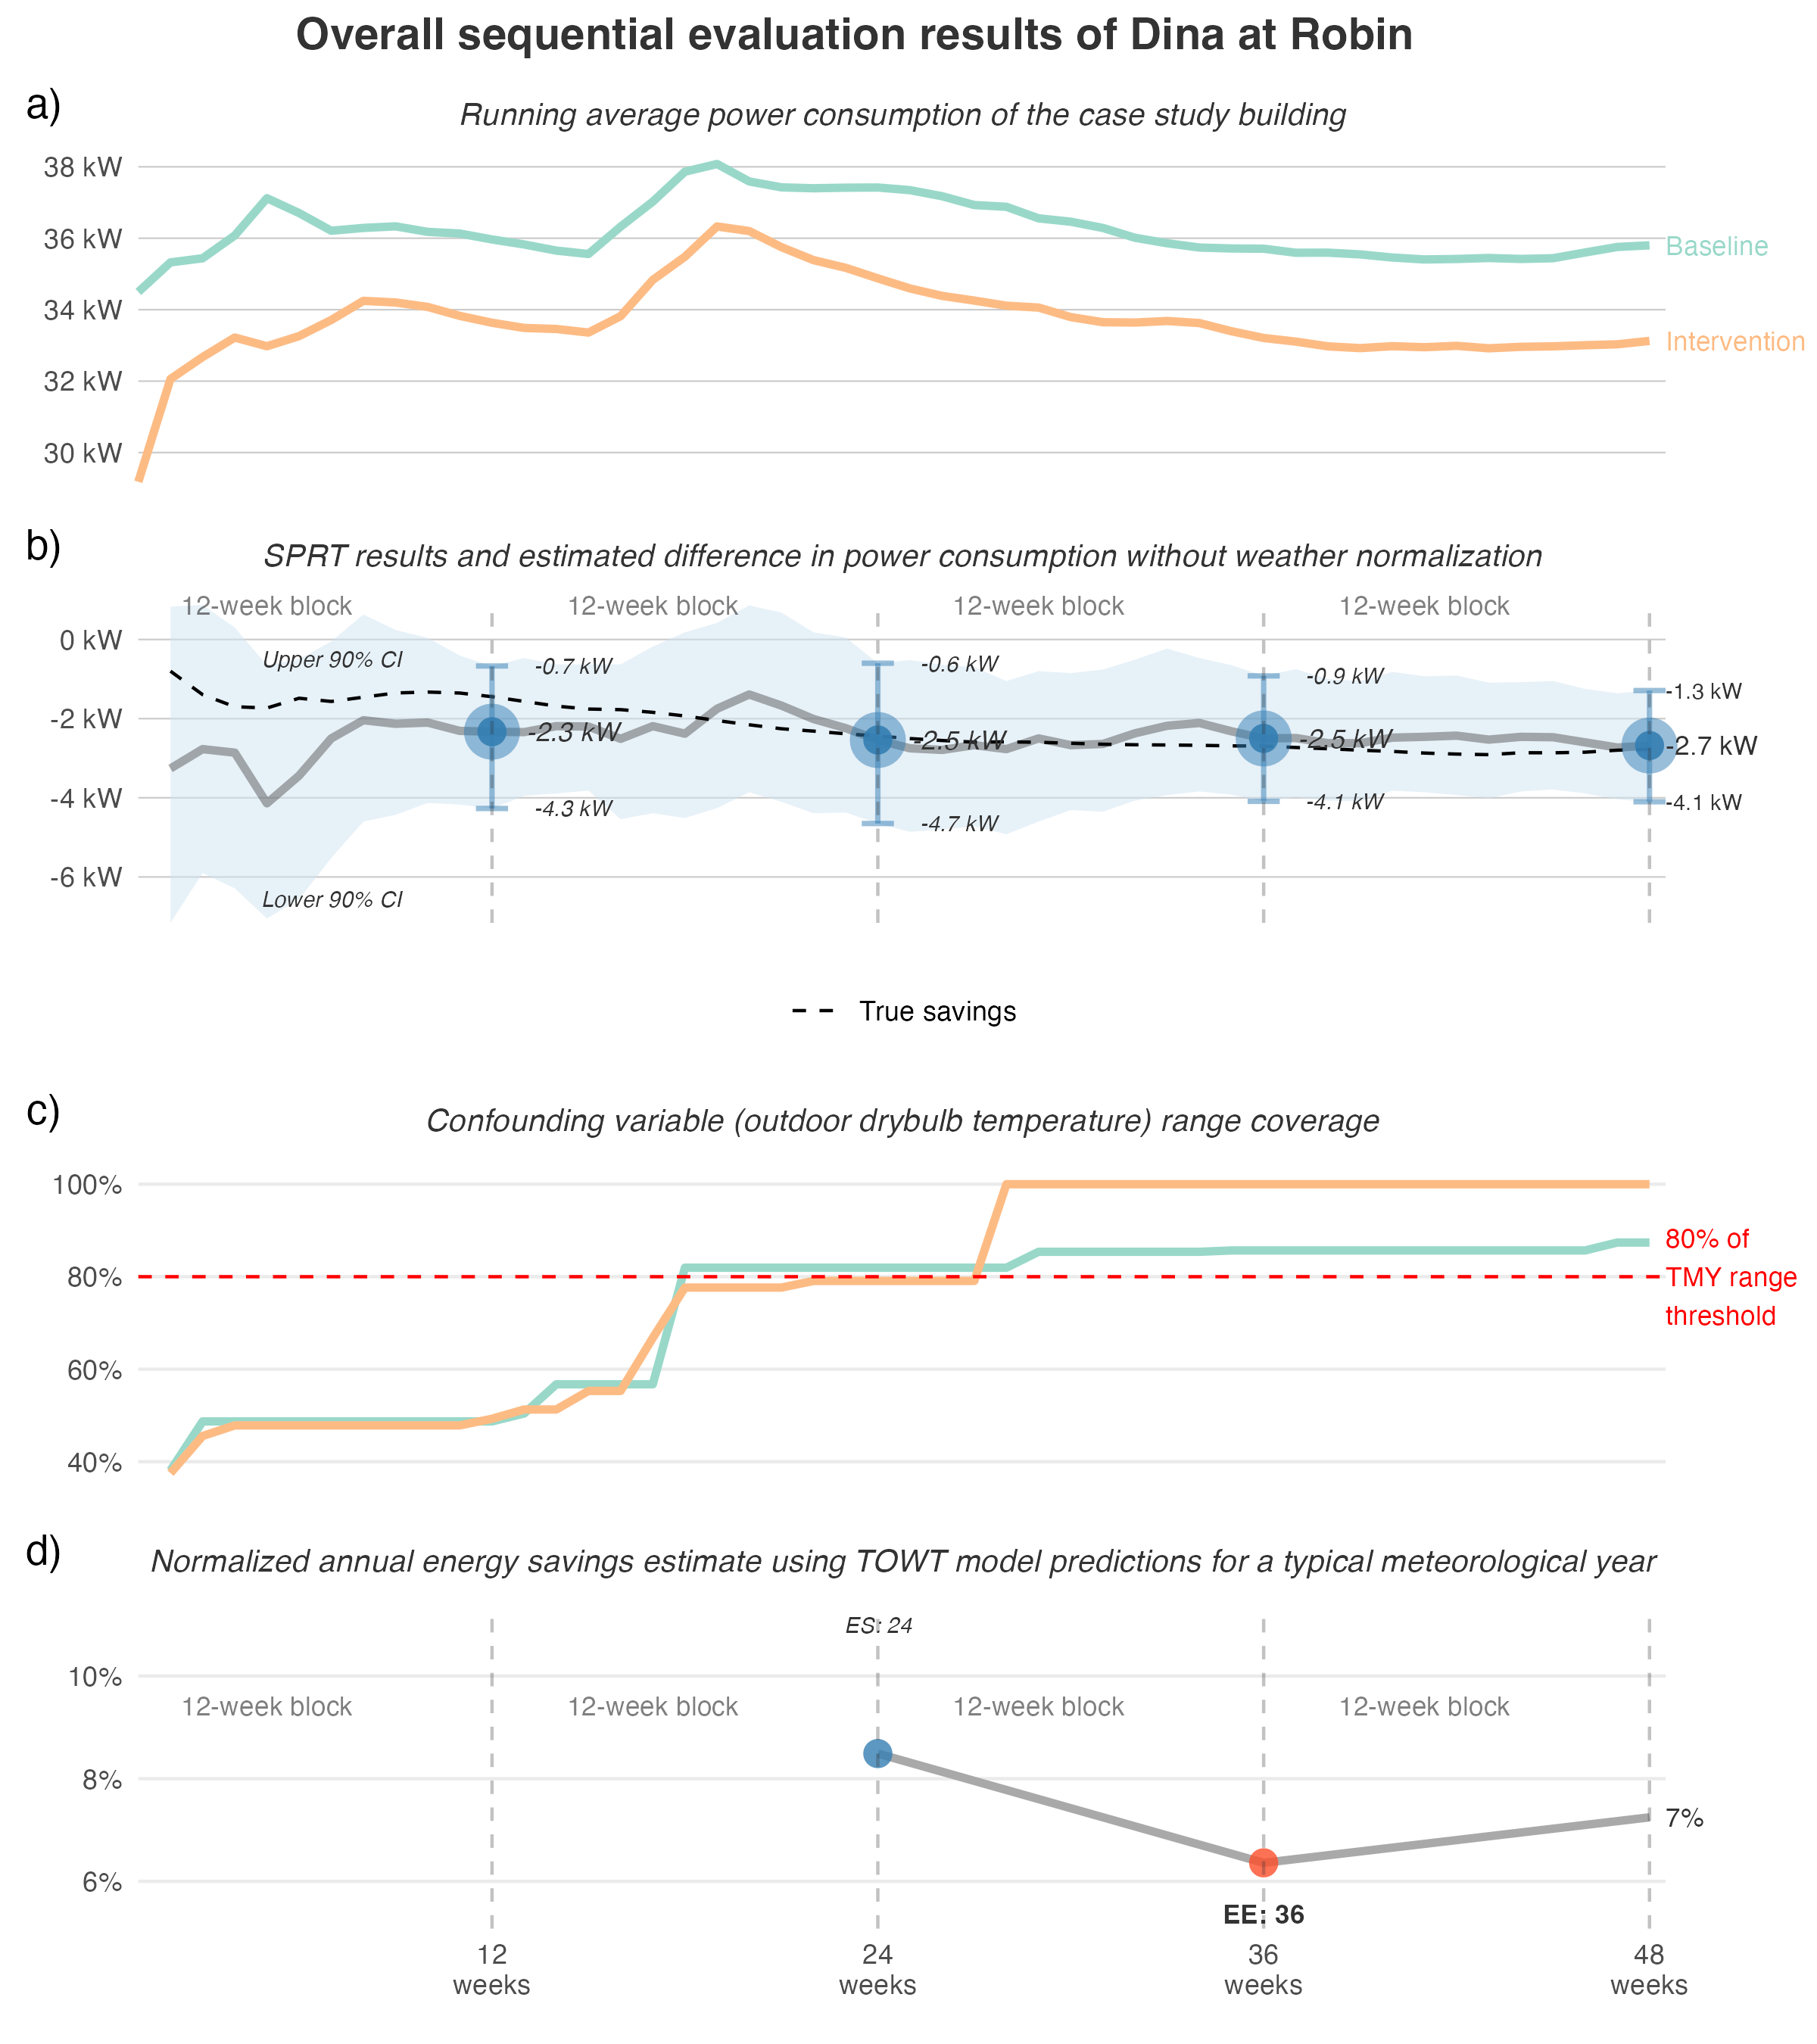 Overall sequential evaluation results of Dina at Robin
a)
Running average power consumption of the case study building
38 kW
36 kW
34 kW
32 kW
30 kW
Baseline
Intervention
b)
SPRT results and estimated difference in power consumption without weather normalization
12-week block
12-week block
12-week block
12-week block
0 kW
-2 kW
-4 kW
-6 kW
Upper 90% CI
Lower 90% CI
-0.7 kW
-2.3 kW
-4.3 kW
-0.6 kW
-2.5 kW
-4.7 kW
-0.9 kW
-2.5 kW
-4.1 kW
-1.3 kW
-2.7 kW
-4.1 kW
True savings
c)
Confounding variable (outdoor drybulb temperature) range coverage
100%
80%
60%
40%
80% of
TMY range
threshold
d)
Normalized annual energy savings estimate using TOWT model predictions for a typical meteorological year
ES: 24
10%
8%
6%
12-week block
12-week block
12-week block
12-week block
7%
EE: 36
12
weeks
24
weeks
36
weeks
48
weeks